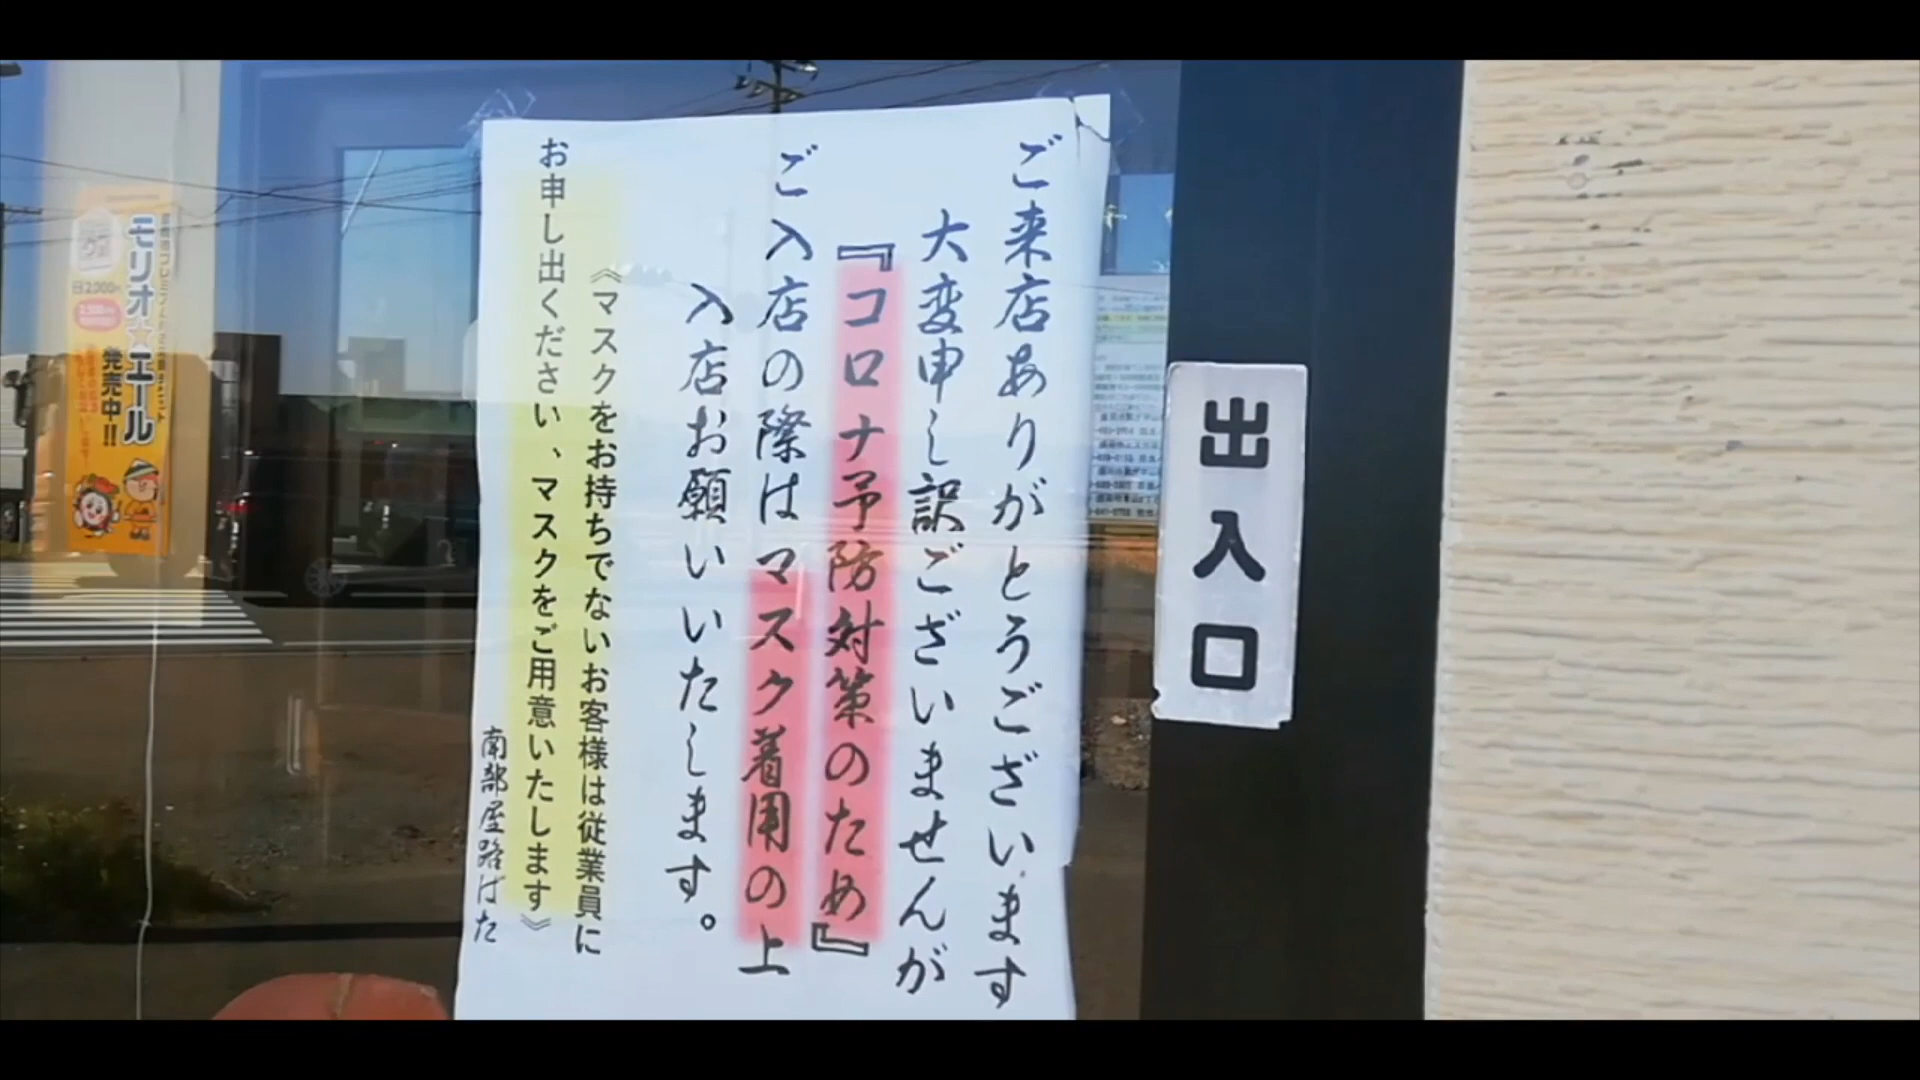 ご来店ありがとうございます
大変申し訳ございませんが
『コロナ予防対策のため』
ご入店の際はマスク着用の上
入店お願いいたします。
《マスクをお持ちでないお客様は従業員に
お申し出ください、マスクをご用意いたします》
南部屋路ばた
出入口
モリオ☆エール
発売中!!